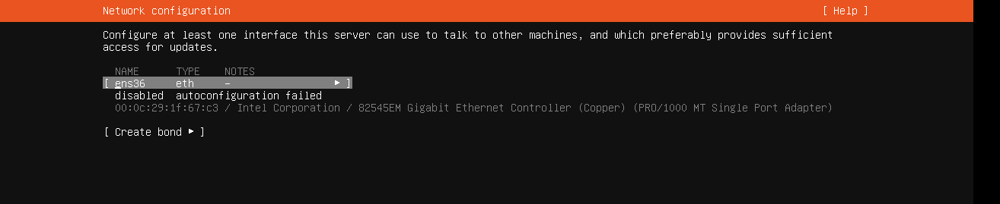 Network configuration [ Help ]
Configure at least one interface this server can use to talk to other machines, and which preferably provides sufficient
access for updates.
NAME TYPE NOTES
[ ens36 eth – ▸ ]
disabled autoconfiguration failed
00:0c:29:1f:67:c3 / Intel Corporation / 82545EM Gigabit Ethernet Controller (Copper) (PRO/1000 MT Single Port Adapter)
[ Create bond ▸ ]